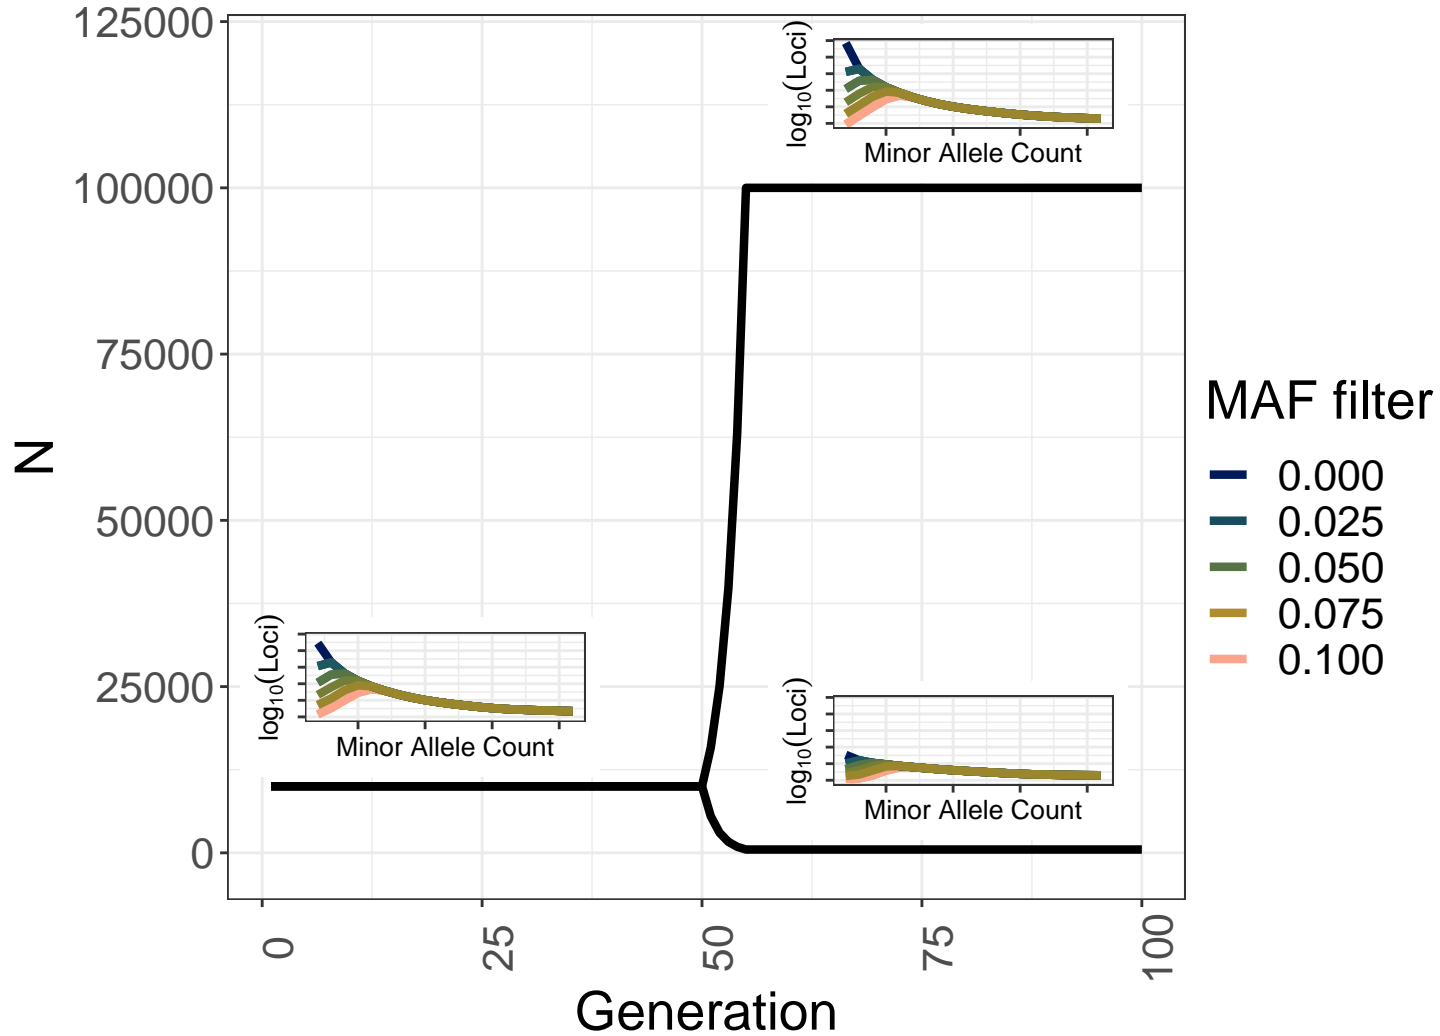 125000
100000
75000
50000
25000
0
N
log10(Loci)
Minor Allele Count
log10(Loci)
Minor Allele Count
log10(Loci)
Minor Allele Count
0
25
50
75
100
Generation
MAF filter
0.000
0.025
0.050
0.075
0.100